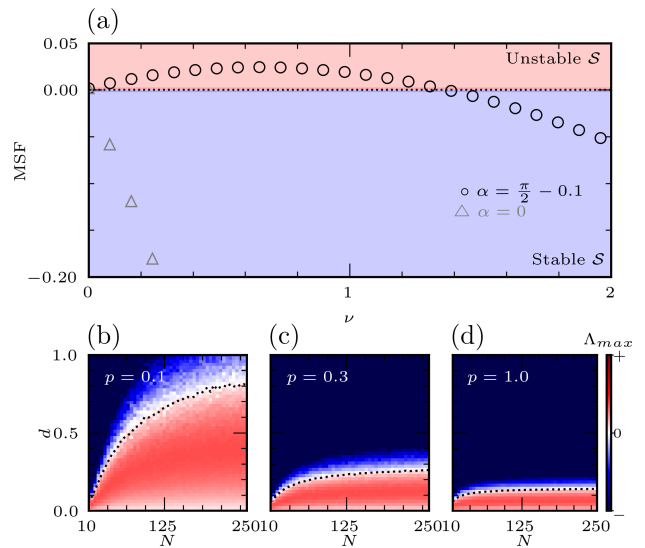 (a)
0.05
Unstable 𝒮
0.00
MSF
○ α = π/2 − 0.1
△ α = 0
Stable 𝒮
−0.20
0 1 2
ν
(b) (c) (d)
Λmax
1.0 p = 0.1 p = 0.3 p = 1.0 +
d 0.5 0
0.0 −
10 125 250 10 125 250 10 125 250
N N N